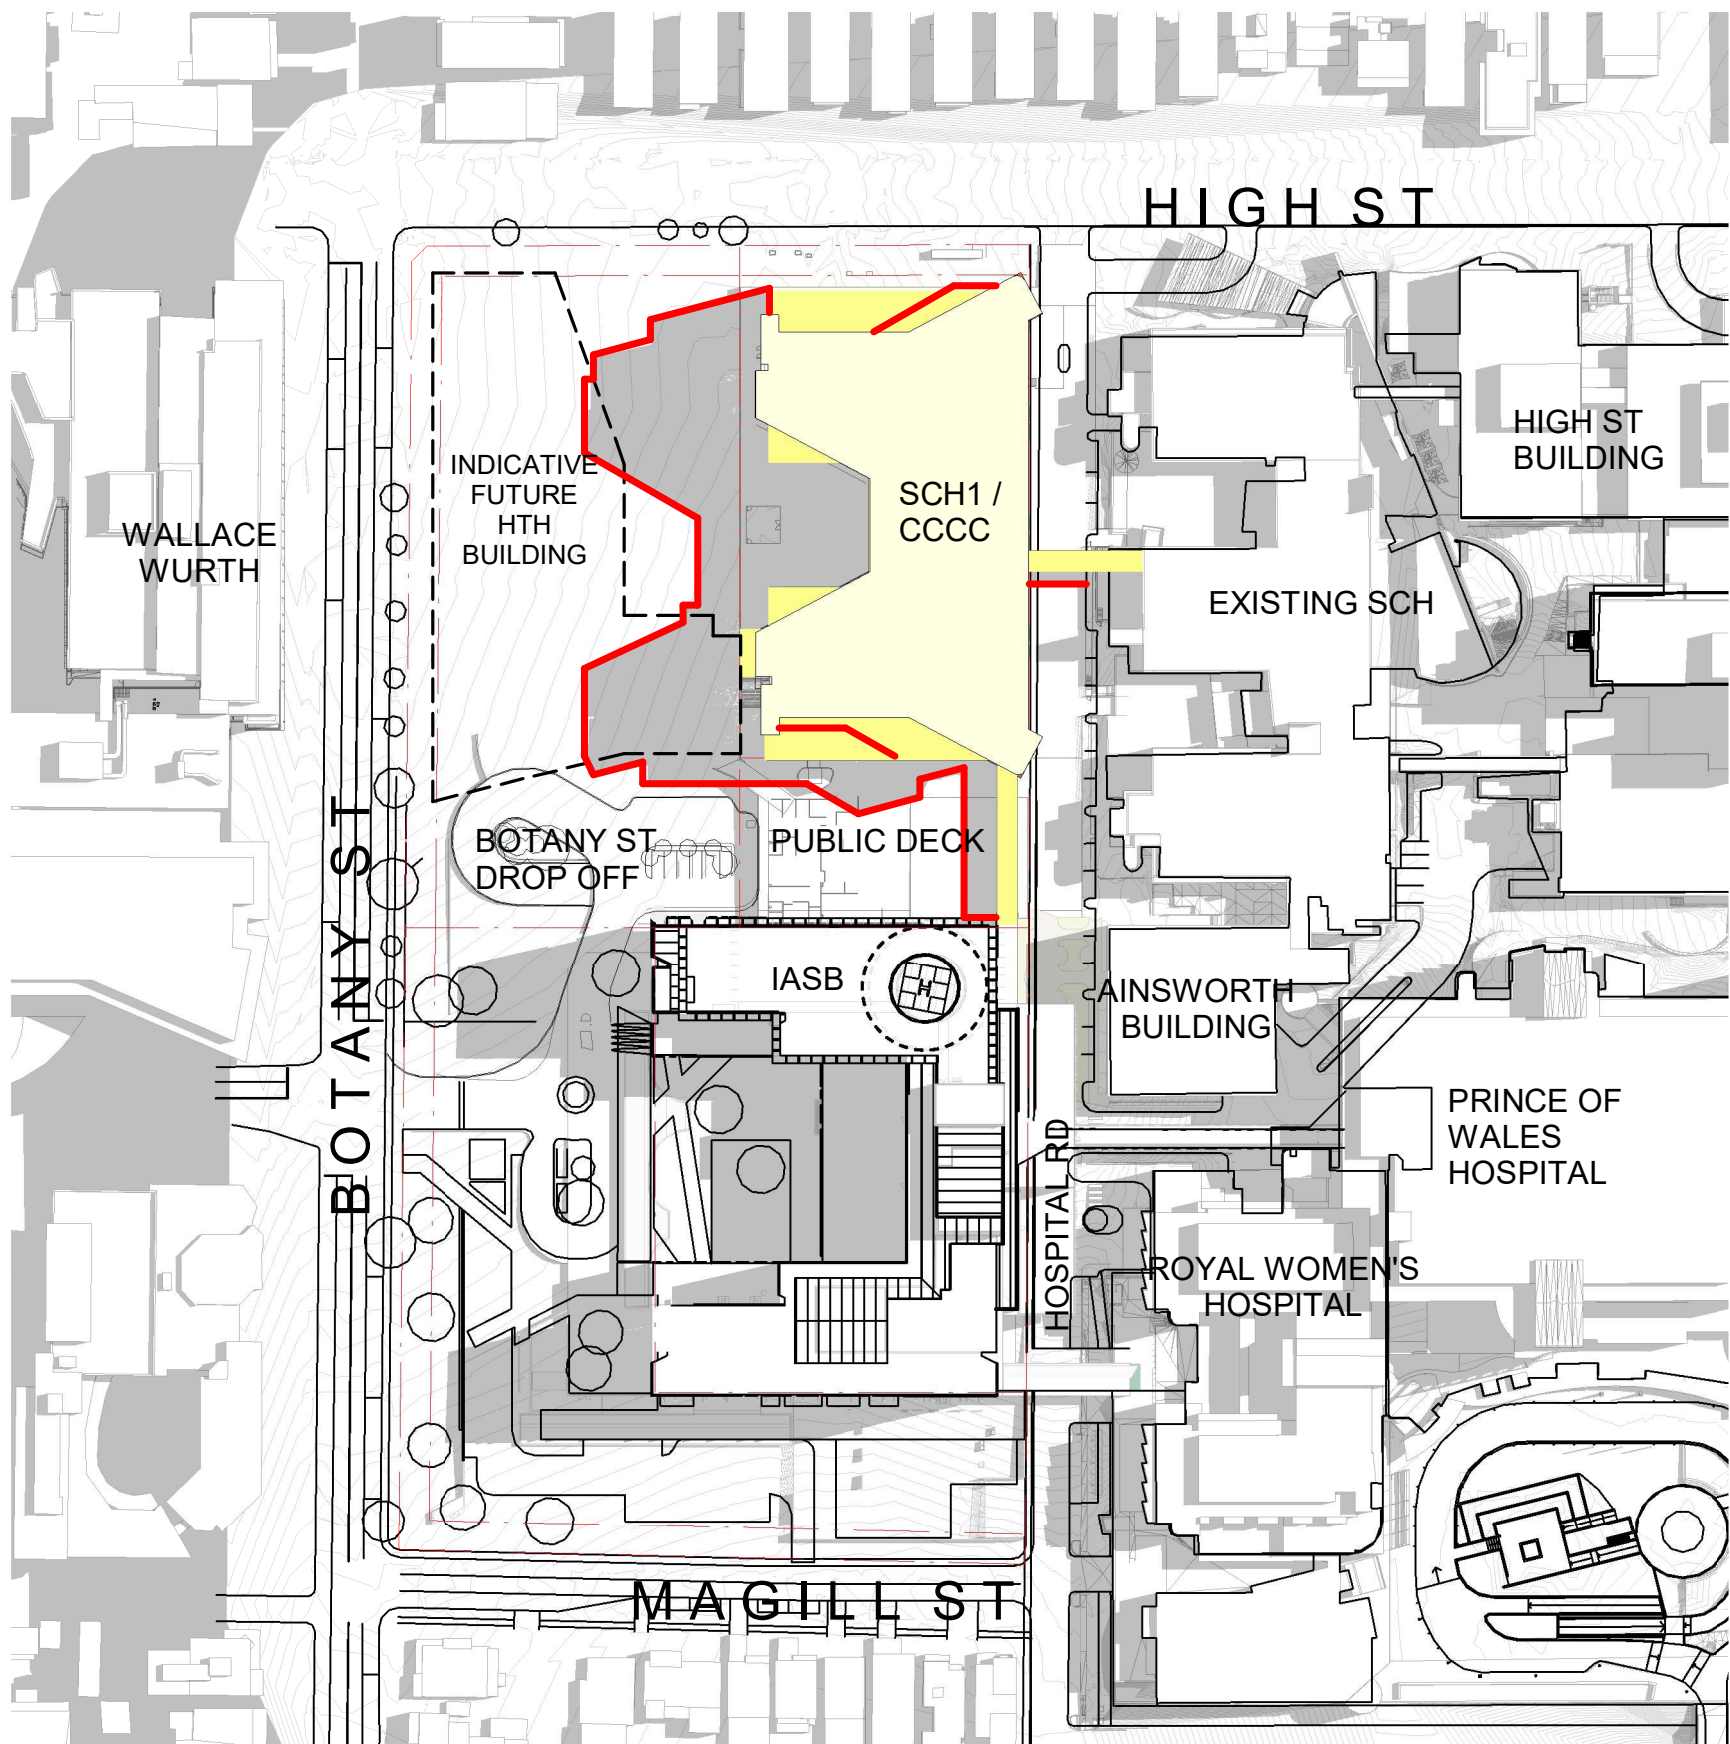 HIGH ST
HIGH ST
BUILDING
INDICATIVE
FUTURE
HTH
BUILDING
SCH1 /
CCCC
WALLACE
WURTH
EXISTING SCH
BOTANY ST
DROP OFF
PUBLIC DECK
BOTANY ST
IASB
H
AINSWORTH
BUILDING
PRINCE OF
WALES
HOSPITAL
HOSPITAL RD
ROYAL WOMEN'S
HOSPITAL
MAGILL ST